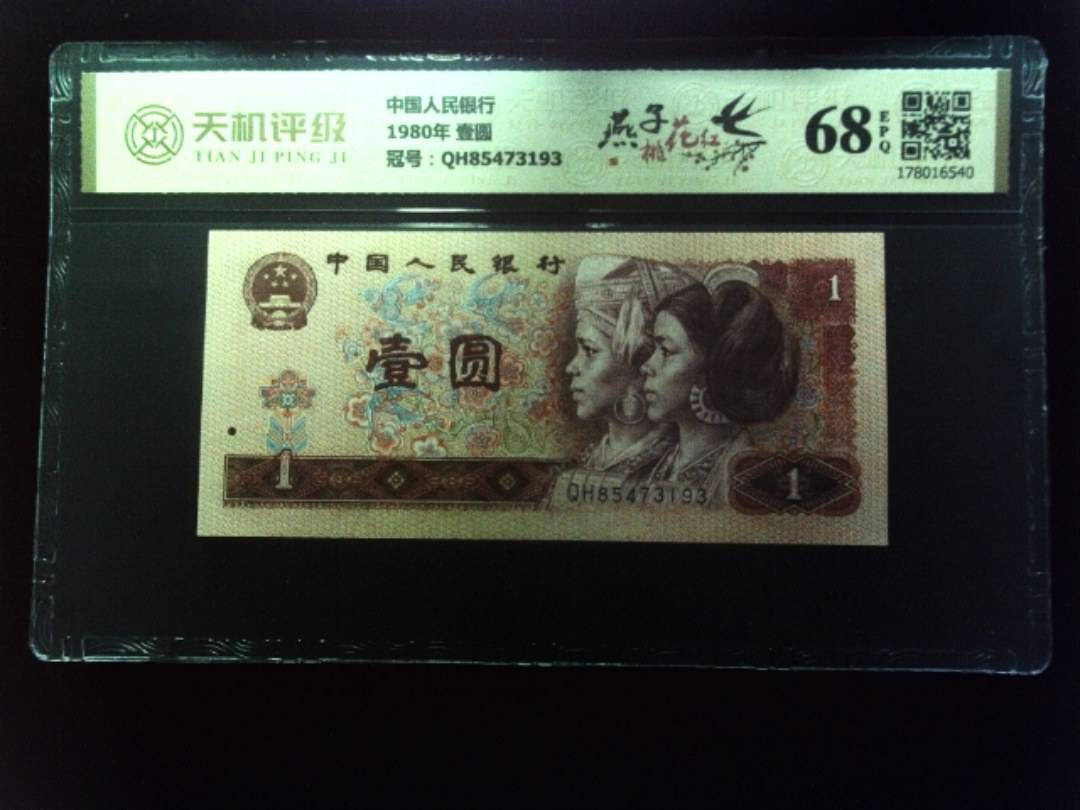 天机评级
TIAN JI PING JI
中国人民银行
1980年 壹圆
冠号：QH85473193
燕子桃花红
68 EPQ
178016540
中国人民银行
1
壹圆
1
QH85473193
1